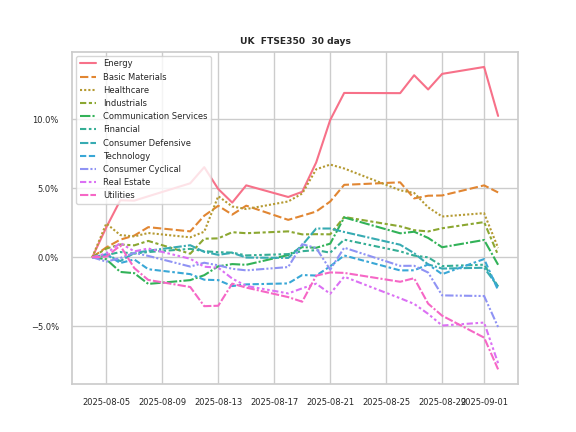 UK FTSE350 30 days
Energy
Basic Materials
Healthcare
Industrials
Communication Services
Financial
Consumer Defensive
Technology
Consumer Cyclical
Real Estate
Utilities
10.0%
5.0%
0.0%
−5.0%
2025-08-05 2025-08-09 2025-08-13 2025-08-17 2025-08-21 2025-08-25 2025-08-29 2025-09-01